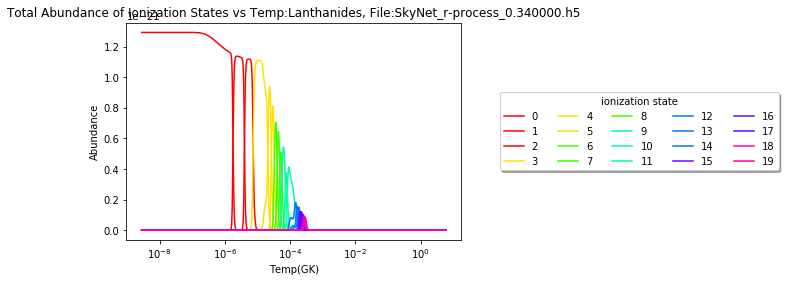 Total Abundance of Ionization States vs Temp:Lanthanides, File:SkyNet_r-process_0.340000.h5
1e−21
1.2
1.0
0.8
0.6
0.4
0.2
0.0
Abundance
10⁻⁸ 10⁻⁶ 10⁻⁴ 10⁻² 10⁰
Temp(GK)
ionization state
0 4 8 12 16
1 5 9 13 17
2 6 10 14 18
3 7 11 15 19